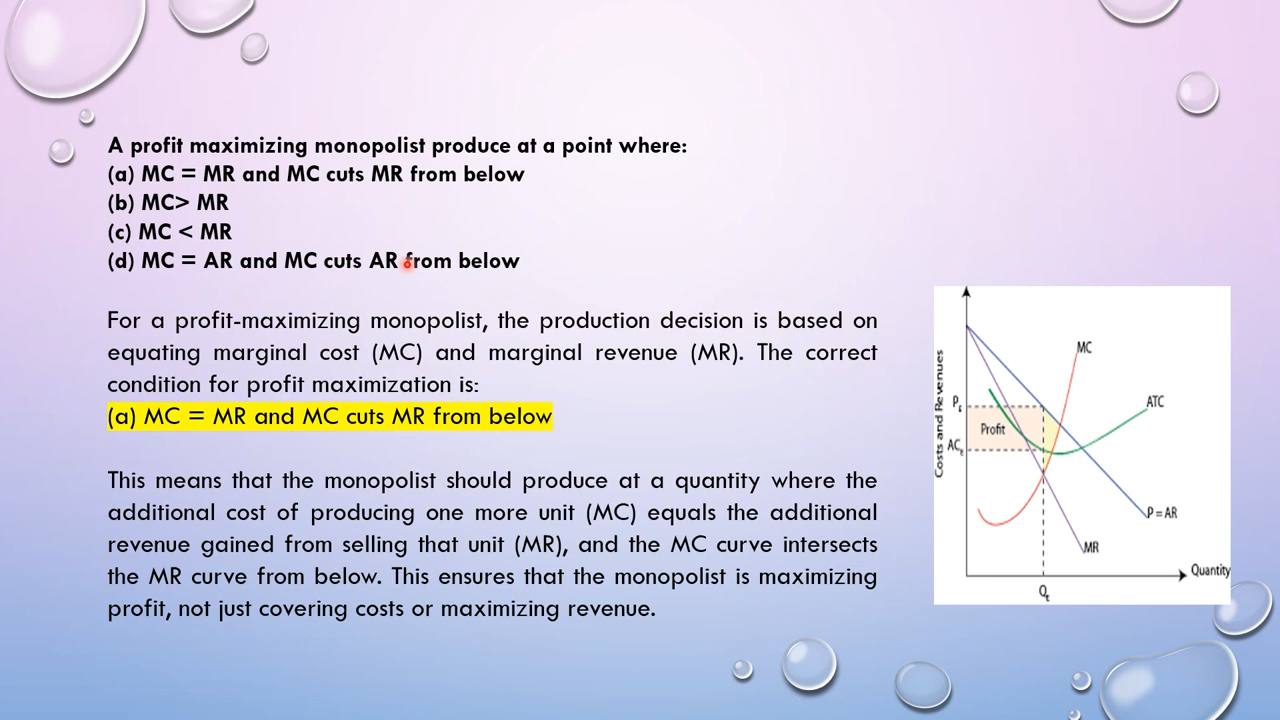 A profit maximizing monopolist produce at a point where:
(a) MC = MR and MC cuts MR from below
(b) MC> MR
(c) MC < MR
(d) MC = AR and MC cuts AR from below
For a profit-maximizing monopolist, the production decision is based on
equating marginal cost (MC) and marginal revenue (MR). The correct
condition for profit maximization is:
(a) MC = MR and MC cuts MR from below
This means that the monopolist should produce at a quantity where the
additional cost of producing one more unit (MC) equals the additional
revenue gained from selling that unit (MR), and the MC curve intersects
the MR curve from below. This ensures that the monopolist is maximizing
profit, not just covering costs or maximizing revenue.
Costs and Revenues
MC
P
ATC
Profit
AC
P = AR
MR
Quantity
Q